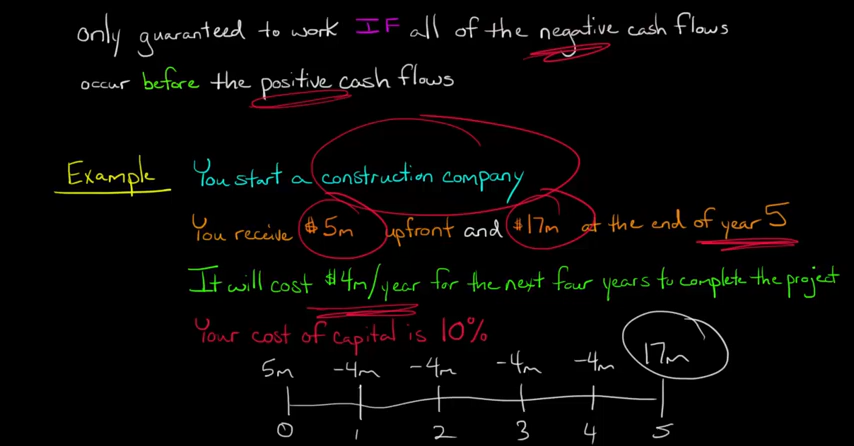 only guaranteed to work IF all of the negative cash flows
occur before the positive cash flows
Example You start a construction company
You receive $5m upfront and $17m at the end of year 5
It will cost $4m/year for the next four years to complete the project
Your cost of capital is 10%
5m -4m -4m -4m -4m 17m
0 1 2 3 4 5